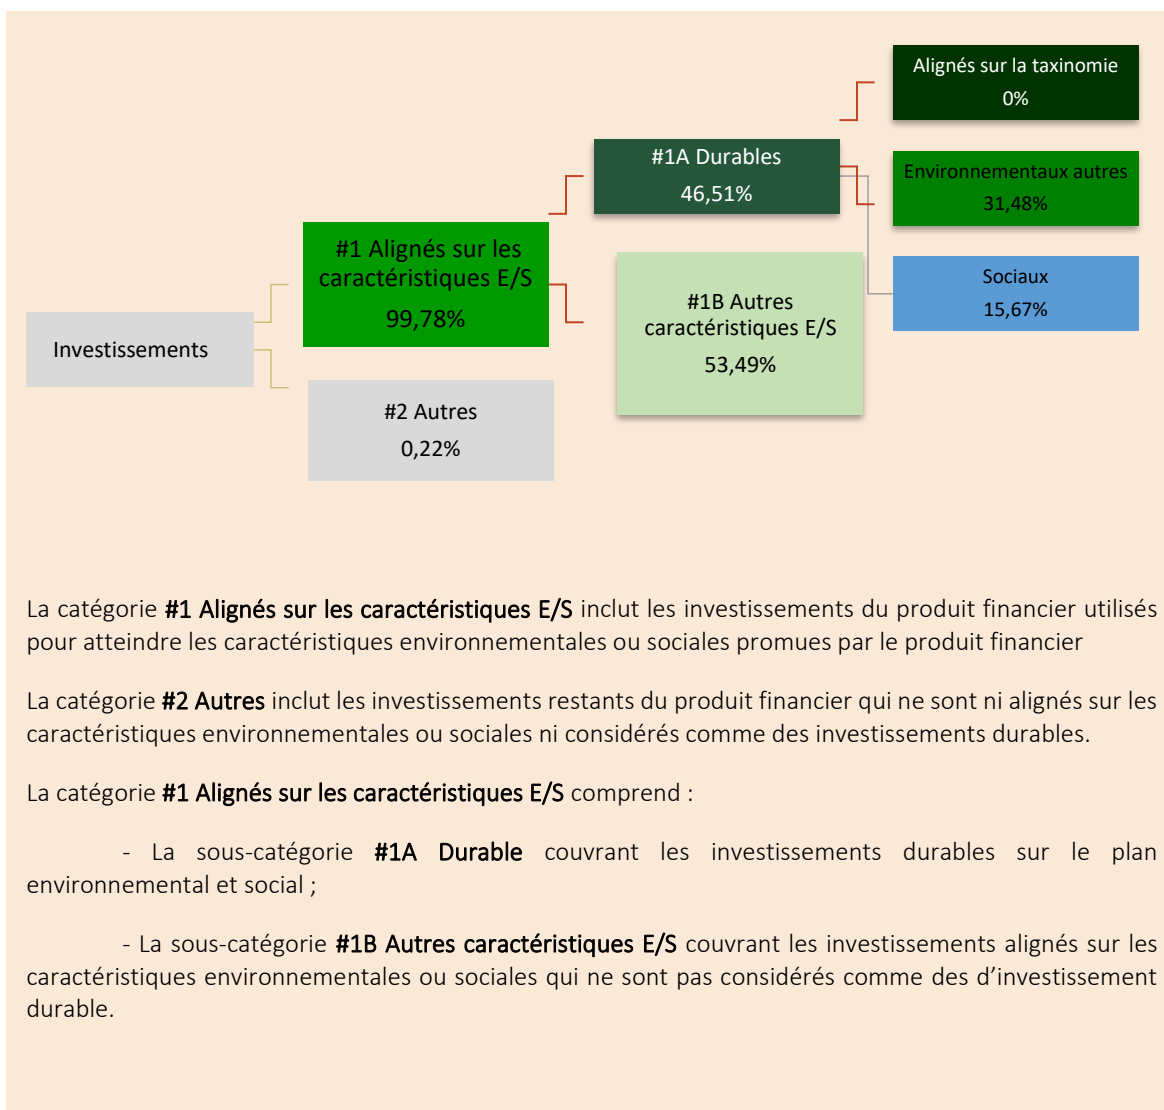 Alignés sur la taxinomie
0%
#1A Durables
46,51%
Environnementaux autres
31,48%
#1 Alignés sur les
caractéristiques E/S
99,78%
Sociaux
15,67%
#1B Autres
caractéristiques E/S
53,49%
Investissements
#2 Autres
0,22%
La catégorie #1 Alignés sur les caractéristiques E/S inclut les investissements du produit financier utilisés
pour atteindre les caractéristiques environnementales ou sociales promues par le produit financier
La catégorie #2 Autres inclut les investissements restants du produit financier qui ne sont ni alignés sur les
caractéristiques environnementales ou sociales ni considérés comme des investissements durables.
La catégorie #1 Alignés sur les caractéristiques E/S comprend :
- La sous-catégorie #1A Durable couvrant les investissements durables sur le plan
environnemental et social ;
- La sous-catégorie #1B Autres caractéristiques E/S couvrant les investissements alignés sur les
caractéristiques environnementales ou sociales qui ne sont pas considérés comme des d’investissement
durable.